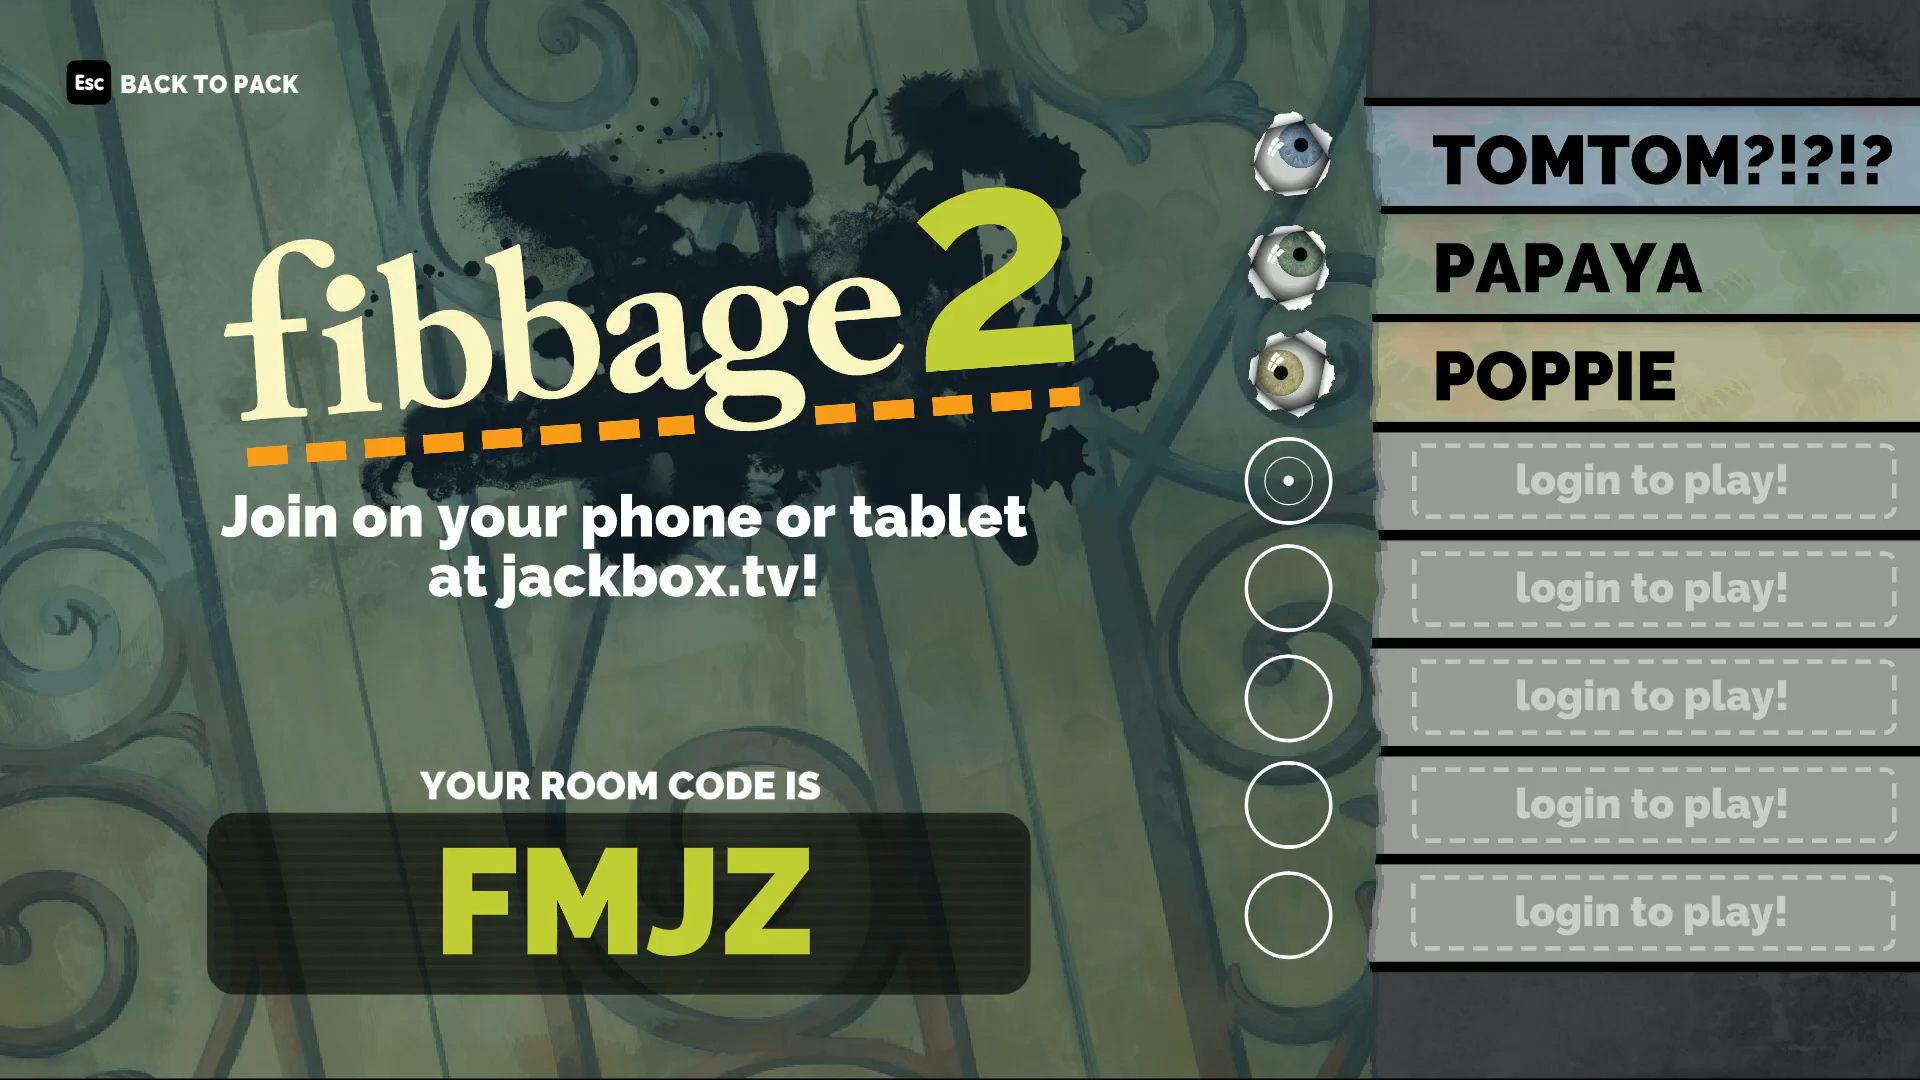 Esc BACK TO PACK
fibbage 2
Join on your phone or tablet
at jackbox.tv!
YOUR ROOM CODE IS
FMJZ
TOMTOM?!?!?
PAPAYA
POPPIE
login to play!
login to play!
login to play!
login to play!
login to play!